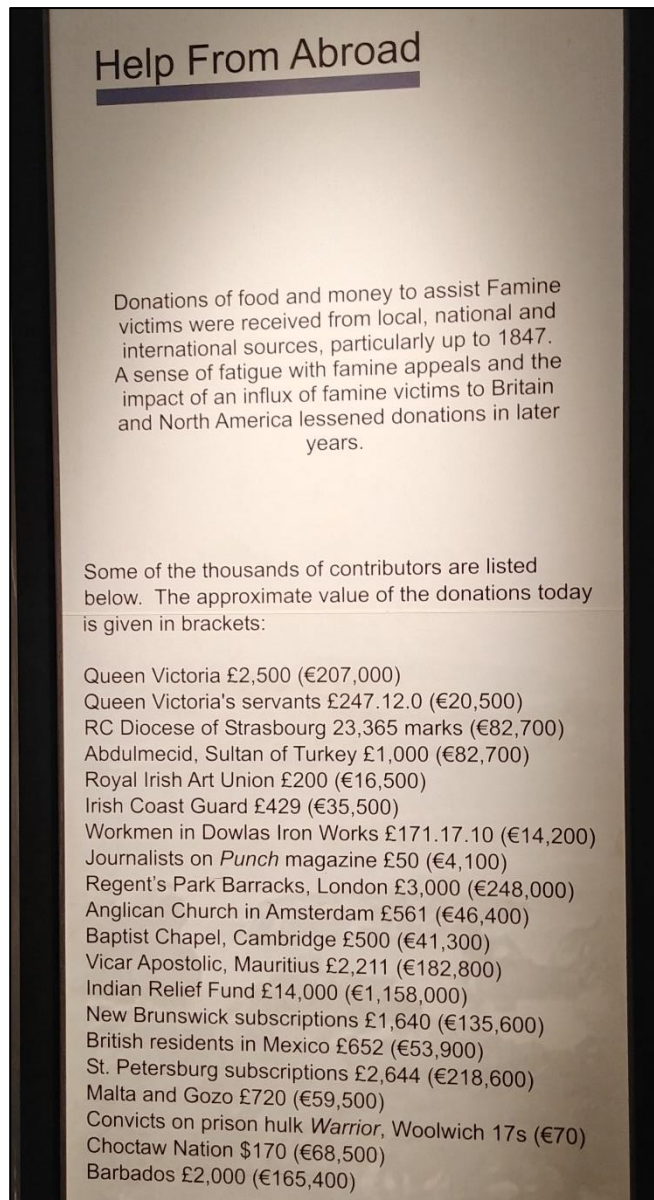 Help From Abroad
Donations of food and money to assist Famine
victims were received from local, national and
international sources, particularly up to 1847.
A sense of fatigue with famine appeals and the
impact of an influx of famine victims to Britain
and North America lessened donations in later
years.
Some of the thousands of contributors are listed
below. The approximate value of the donations today
is given in brackets:
Queen Victoria £2,500 (€207,000)
Queen Victoria's servants £247.12.0 (€20,500)
RC Diocese of Strasbourg 23,365 marks (€82,700)
Abdulmecid, Sultan of Turkey £1,000 (€82,700)
Royal Irish Art Union £200 (€16,500)
Irish Coast Guard £429 (€35,500)
Workmen in Dowlas Iron Works £171.17.10 (€14,200)
Journalists on Punch magazine £50 (€4,100)
Regent's Park Barracks, London £3,000 (€248,000)
Anglican Church in Amsterdam £561 (€46,400)
Baptist Chapel, Cambridge £500 (€41,300)
Vicar Apostolic, Mauritius £2,211 (€182,800)
Indian Relief Fund £14,000 (€1,158,000)
New Brunswick subscriptions £1,640 (€135,600)
British residents in Mexico £652 (€53,900)
St. Petersburg subscriptions £2,644 (€218,600)
Malta and Gozo £720 (€59,500)
Convicts on prison hulk Warrior, Woolwich 17s (€70)
Choctaw Nation $170 (€68,500)
Barbados £2,000 (€165,400)